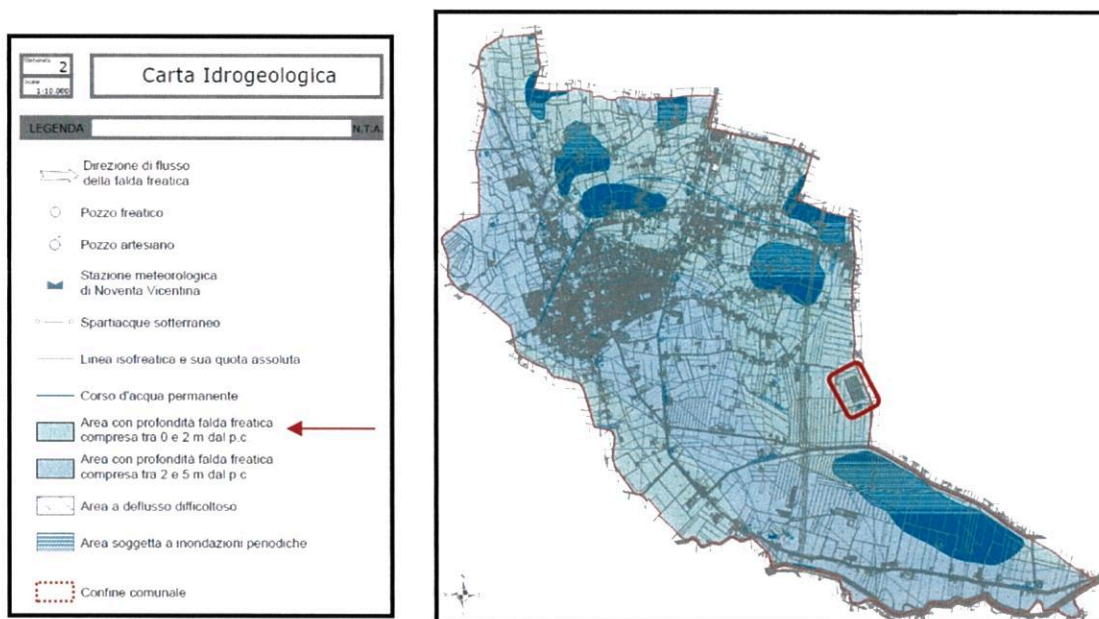 Elaborato
2
Scala
1:10.000
Carta Idrogeologica
LEGENDA
N.T.A.
Direzione di flusso
della falda freatica
Pozzo freatico
Pozzo artesiano
Stazione meteorologica
di Noventa Vicentina
Spartiacque sotterraneo
Linea isofreatica e sua quota assoluta
Corso d'acqua permanente
Area con profondità falda freatica
compresa tra 0 e 2 m dal p.c
Area con profondità falda freatica
compresa tra 2 e 5 m dal p c
Area a deflusso difficoltoso
Area soggetta a inondazioni periodiche
Confine comunale